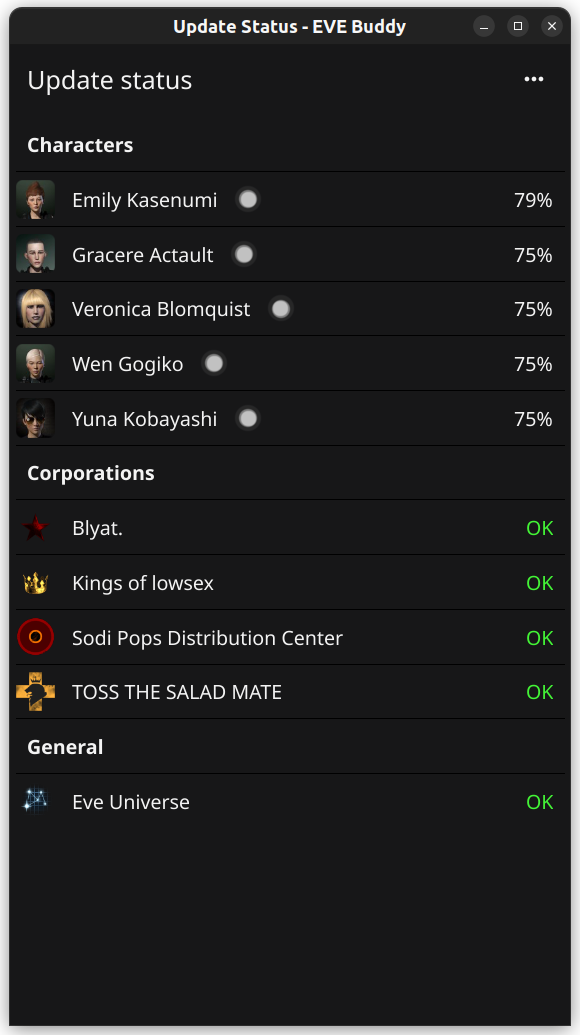 Update Status - EVE Buddy
Update status
Characters
Emily Kasenumi 79%
Gracere Actault 75%
Veronica Blomquist 75%
Wen Gogiko 75%
Yuna Kobayashi 75%
Corporations
Blyat. OK
Kings of lowsex OK
Sodi Pops Distribution Center OK
TOSS THE SALAD MATE OK
General
Eve Universe OK